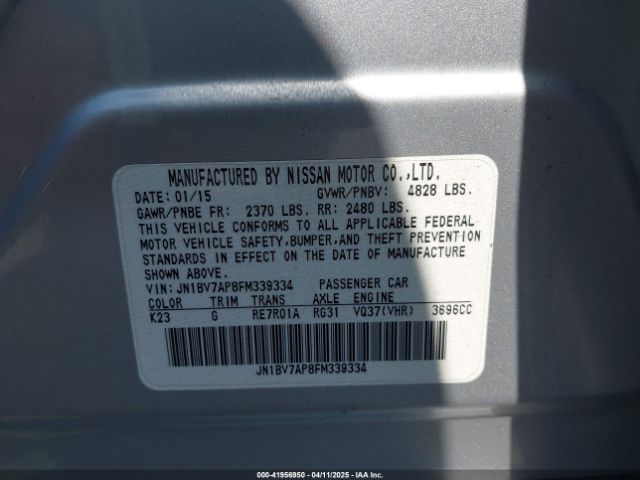 MANUFACTURED BY NISSAN MOTOR CO.,LTD.
DATE: 01/15 GVWR/PNBV: 4828 LBS.
GAWR/PNBE FR: 2370 LBS. RR: 2480 LBS.
THIS VEHICLE CONFORMS TO ALL APPLICABLE FEDERAL
MOTOR VEHICLE SAFETY,BUMPER,AND THEFT PREVENTION
STANDARDS IN EFFECT ON THE DATE OF MANUFACTURE
SHOWN ABOVE.
VIN: JN1BV7AP8FM339334 PASSENGER CAR
COLOR TRIM TRANS AXLE ENGINE
K23 G RE7R01A RG31 VQ37(VHR) 3696CC
JN1BV7AP8FM339334
000-41956950 - 04/11/2025 - IAA Inc.